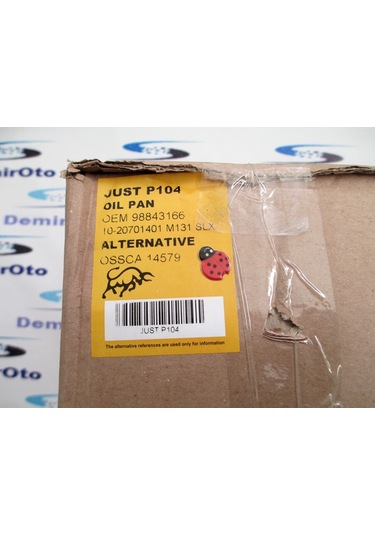 JUST P104
OIL PAN
OEM 98843166
10-20701401 M131 SLX
ALTERNATIVE
OSSCA 14579
JUST P104
The alternative references are used only for information
DemirOto